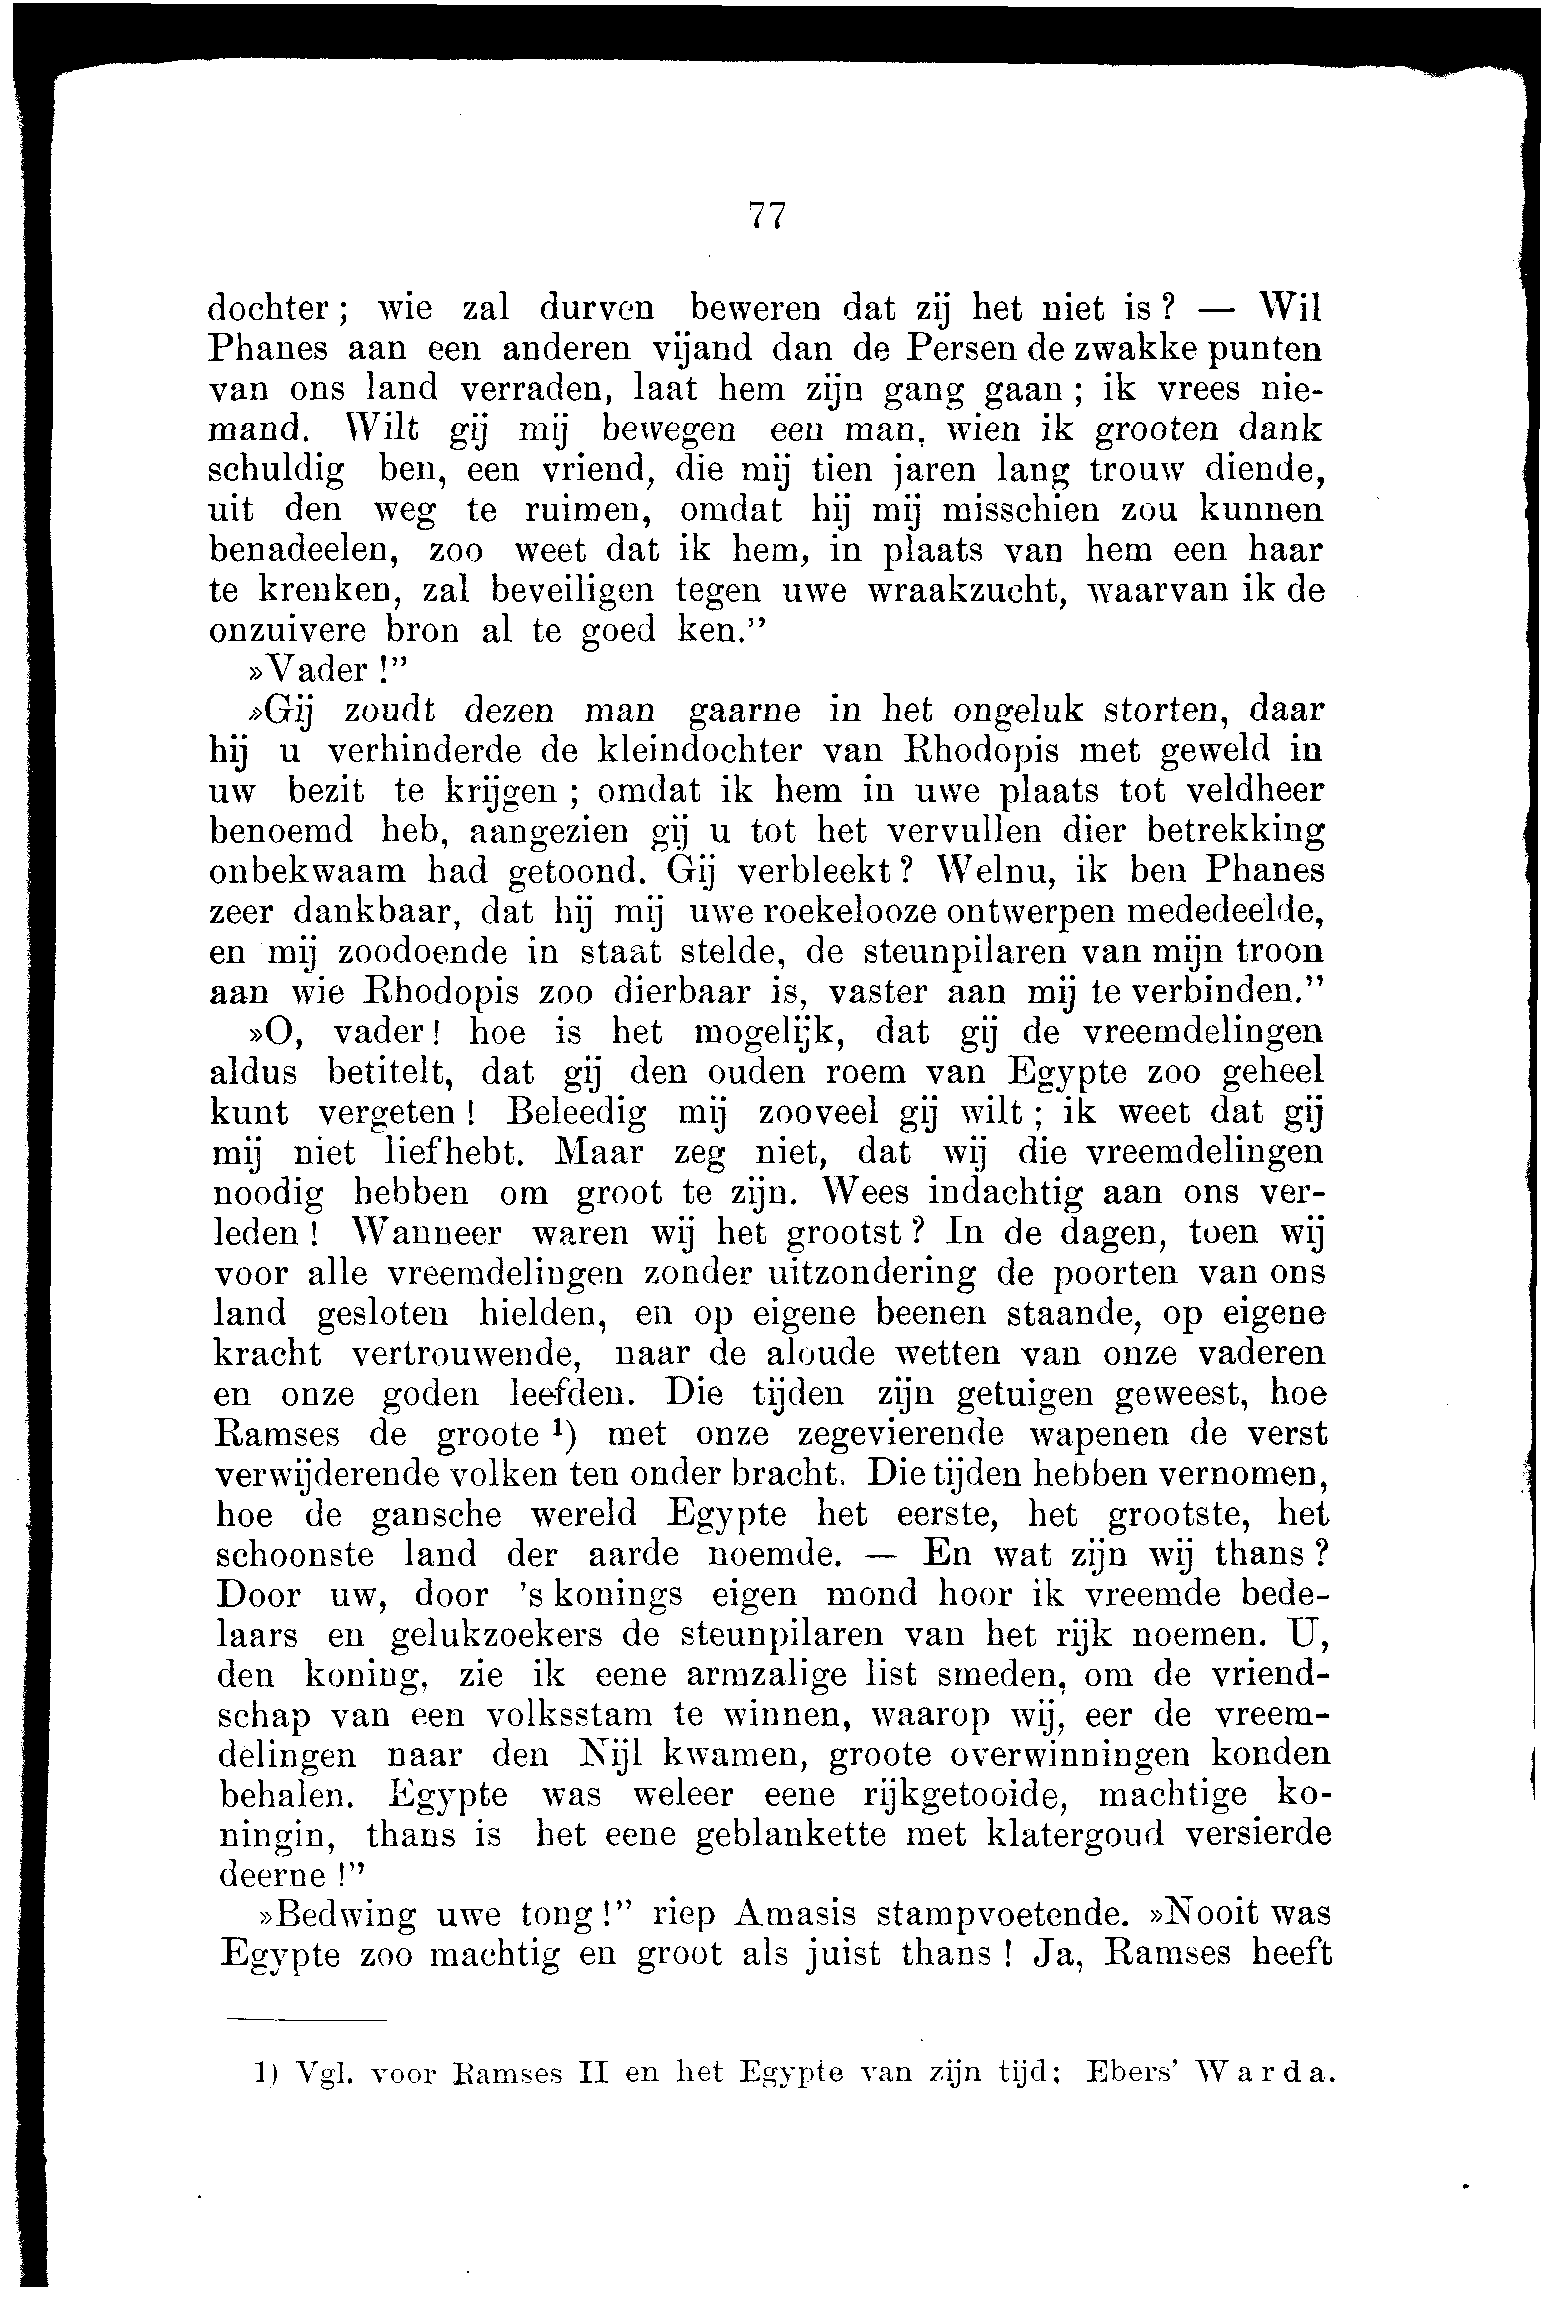 77
dochter; wie zal durven beweren dat zij het niet is? — Wil
Phanes aan een anderen vijand dan de Persen de zwakke punten
van ons land verraden, laat hem zijn gang gaan; ik vrees nie-
mand. Wilt gij mij bewegen een man, wien ik grooten dank
schuldig ben, een vriend, die mij tien jaren lang trouw diende,
uit den weg te ruimen, omdat hij mij misschien zou kunnen
benadeelen, zoo weet dat ik hem, in plaats van hem een haar
te krenken, zal beveiligen tegen uwe wraakzucht, waarvan ik de
onzuivere bron al te goed ken.”
»Vader!”
»Gij zoudt dezen man gaarne in het ongeluk storten, daar
hij u verhinderde de kleindochter van Rhodopis met geweld in
uw bezit te krijgen; omdat ik hem in uwe plaats tot veldheer
benoemd heb, aangezien gij u tot het vervullen dier betrekking
onbekwaam had getoond. Gij verbleekt? Welnu, ik ben Phanes
zeer dankbaar, dat hij mij uwe roekelooze ontwerpen mededeelde,
en mij zoodoende in staat stelde, de steunpilaren van mijn troon
aan wie Rhodopis zoo dierbaar is, vaster aan mij te verbinden.”
»O, vader! hoe is het mogelijk, dat gij de vreemdelingen
aldus betitelt, dat gij den ouden roem van Egypte zoo geheel
kunt vergeten! Beleedig mij zooveel gij wilt; ik weet dat gij
mij niet liefhebt. Maar zeg niet, dat wij die vreemdelingen
noodig hebben om groot te zijn. Wees indachtig aan ons ver-
leden! Wanneer waren wij het grootst? In de dagen, toen wij
voor alle vreemdelingen zonder uitzondering de poorten van ons
land gesloten hielden, en op eigene beenen staande, op eigene
kracht vertrouwende, naar de aloude wetten van onze vaderen
en onze goden leefden. Die tijden zijn getuigen geweest, hoe
Ramses de groote ¹) met onze zegevierende wapenen de verst
verwijderende volken ten onder bracht. Die tijden hebben vernomen,
hoe de gansche wereld Egypte het eerste, het grootste, het
schoonste land der aarde noemde. — En wat zijn wij thans?
Door uw, door 's konings eigen mond hoor ik vreemde bede-
laars en gelukzoekers de steunpilaren van het rijk noemen. U,
den koning, zie ik eene armzalige list smeden, om de vriend-
schap van een volksstam te winnen, waarop wij, eer de vreem-
delingen naar den Nijl kwamen, groote overwinningen konden
behalen. Egypte was weleer eene rijkgetooide, machtige ko-
ningin, thans is het eene geblankette met klatergoud versierde
deerne!”
»Bedwing uwe tong!” riep Amasis stampvoetende. »Nooit was
Egypte zoo machtig en groot als juist thans! Ja, Ramses heeft
1) Vgl. voor Ramses II en het Egypte van zijn tijd: Ebers' Warda.